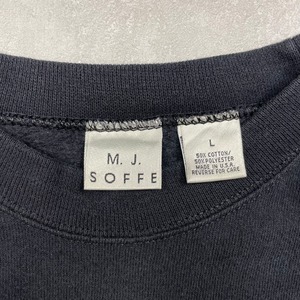 M. J.
SOFFE
L
50% COTTON/
50% POLYESTER
MADE IN U.S.A.
REVERSE FOR CARE